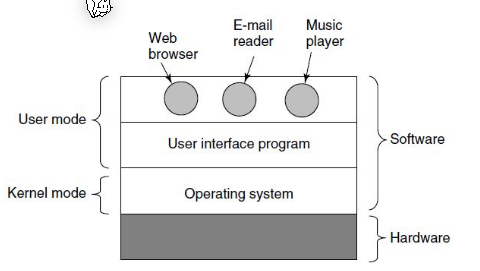 Web
browser
E-mail
reader
Music
player
User mode
User interface program
Software
Kernel mode
Operating system
Hardware